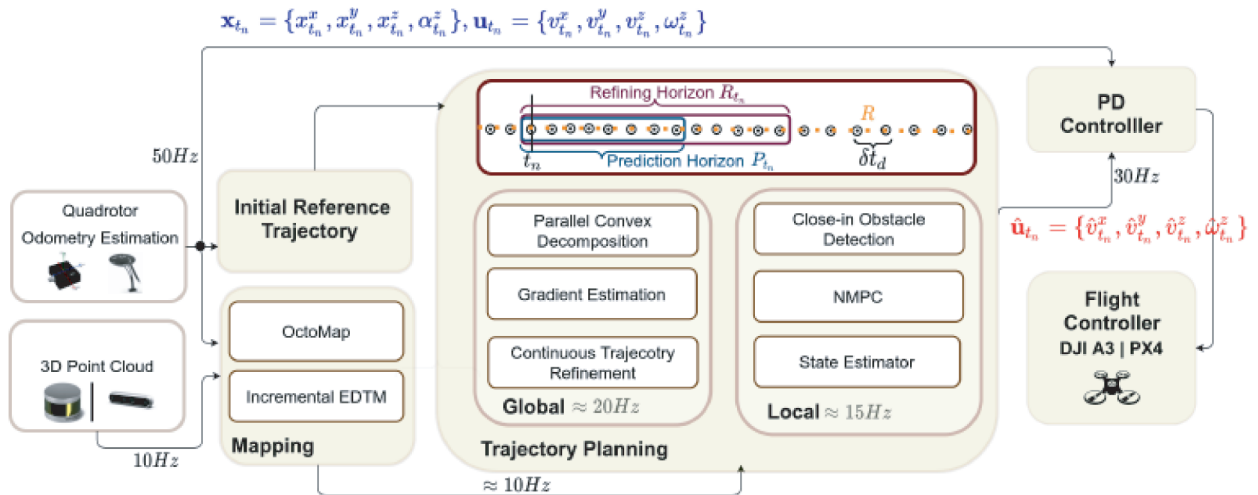 𝐱_{t_n} = {x^x_{t_n}, x^y_{t_n}, x^z_{t_n}, α^z_{t_n}}, 𝐮_{t_n} = {v^x_{t_n}, v^y_{t_n}, v^z_{t_n}, ω^z_{t_n}}
Refining Horizon R_{t_n}
R
t_n
Prediction Horizon P_{t_n}
δt_d
PD
Controlller
50Hz
30Hz
Quadrotor
Odometry Estimation
Initial Reference
Trajectory
Parallel Convex
Decomposition
Gradient Estimation
Continuous Trajecotry
Refinement
Global ≈ 20Hz
Close-in Obstacle
Detection
NMPC
State Estimator
Local ≈ 15Hz
û_{t_n} = {v̂^x_{t_n}, v̂^y_{t_n}, v̂^z_{t_n}, ω̂^z_{t_n}}
Flight
Controller
DJI A3 | PX4
3D Point Cloud
OctoMap
Incremental EDTM
Mapping
Trajectory Planning
10Hz
≈ 10Hz